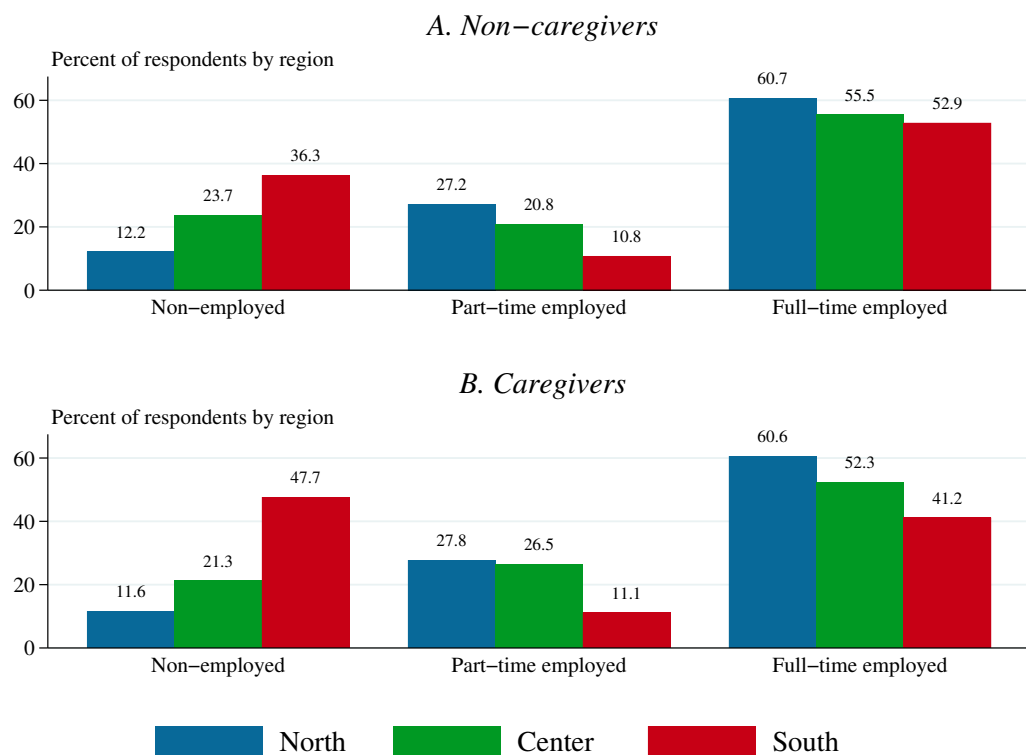 A. Non−caregivers
Percent of respondents by region
60
40
20
0
12.2
23.7
36.3
27.2
20.8
10.8
60.7
55.5
52.9
Non−employed
Part−time employed
Full−time employed
B. Caregivers
Percent of respondents by region
60
40
20
0
11.6
21.3
47.7
27.8
26.5
11.1
60.6
52.3
41.2
Non−employed
Part−time employed
Full−time employed
North
Center
South